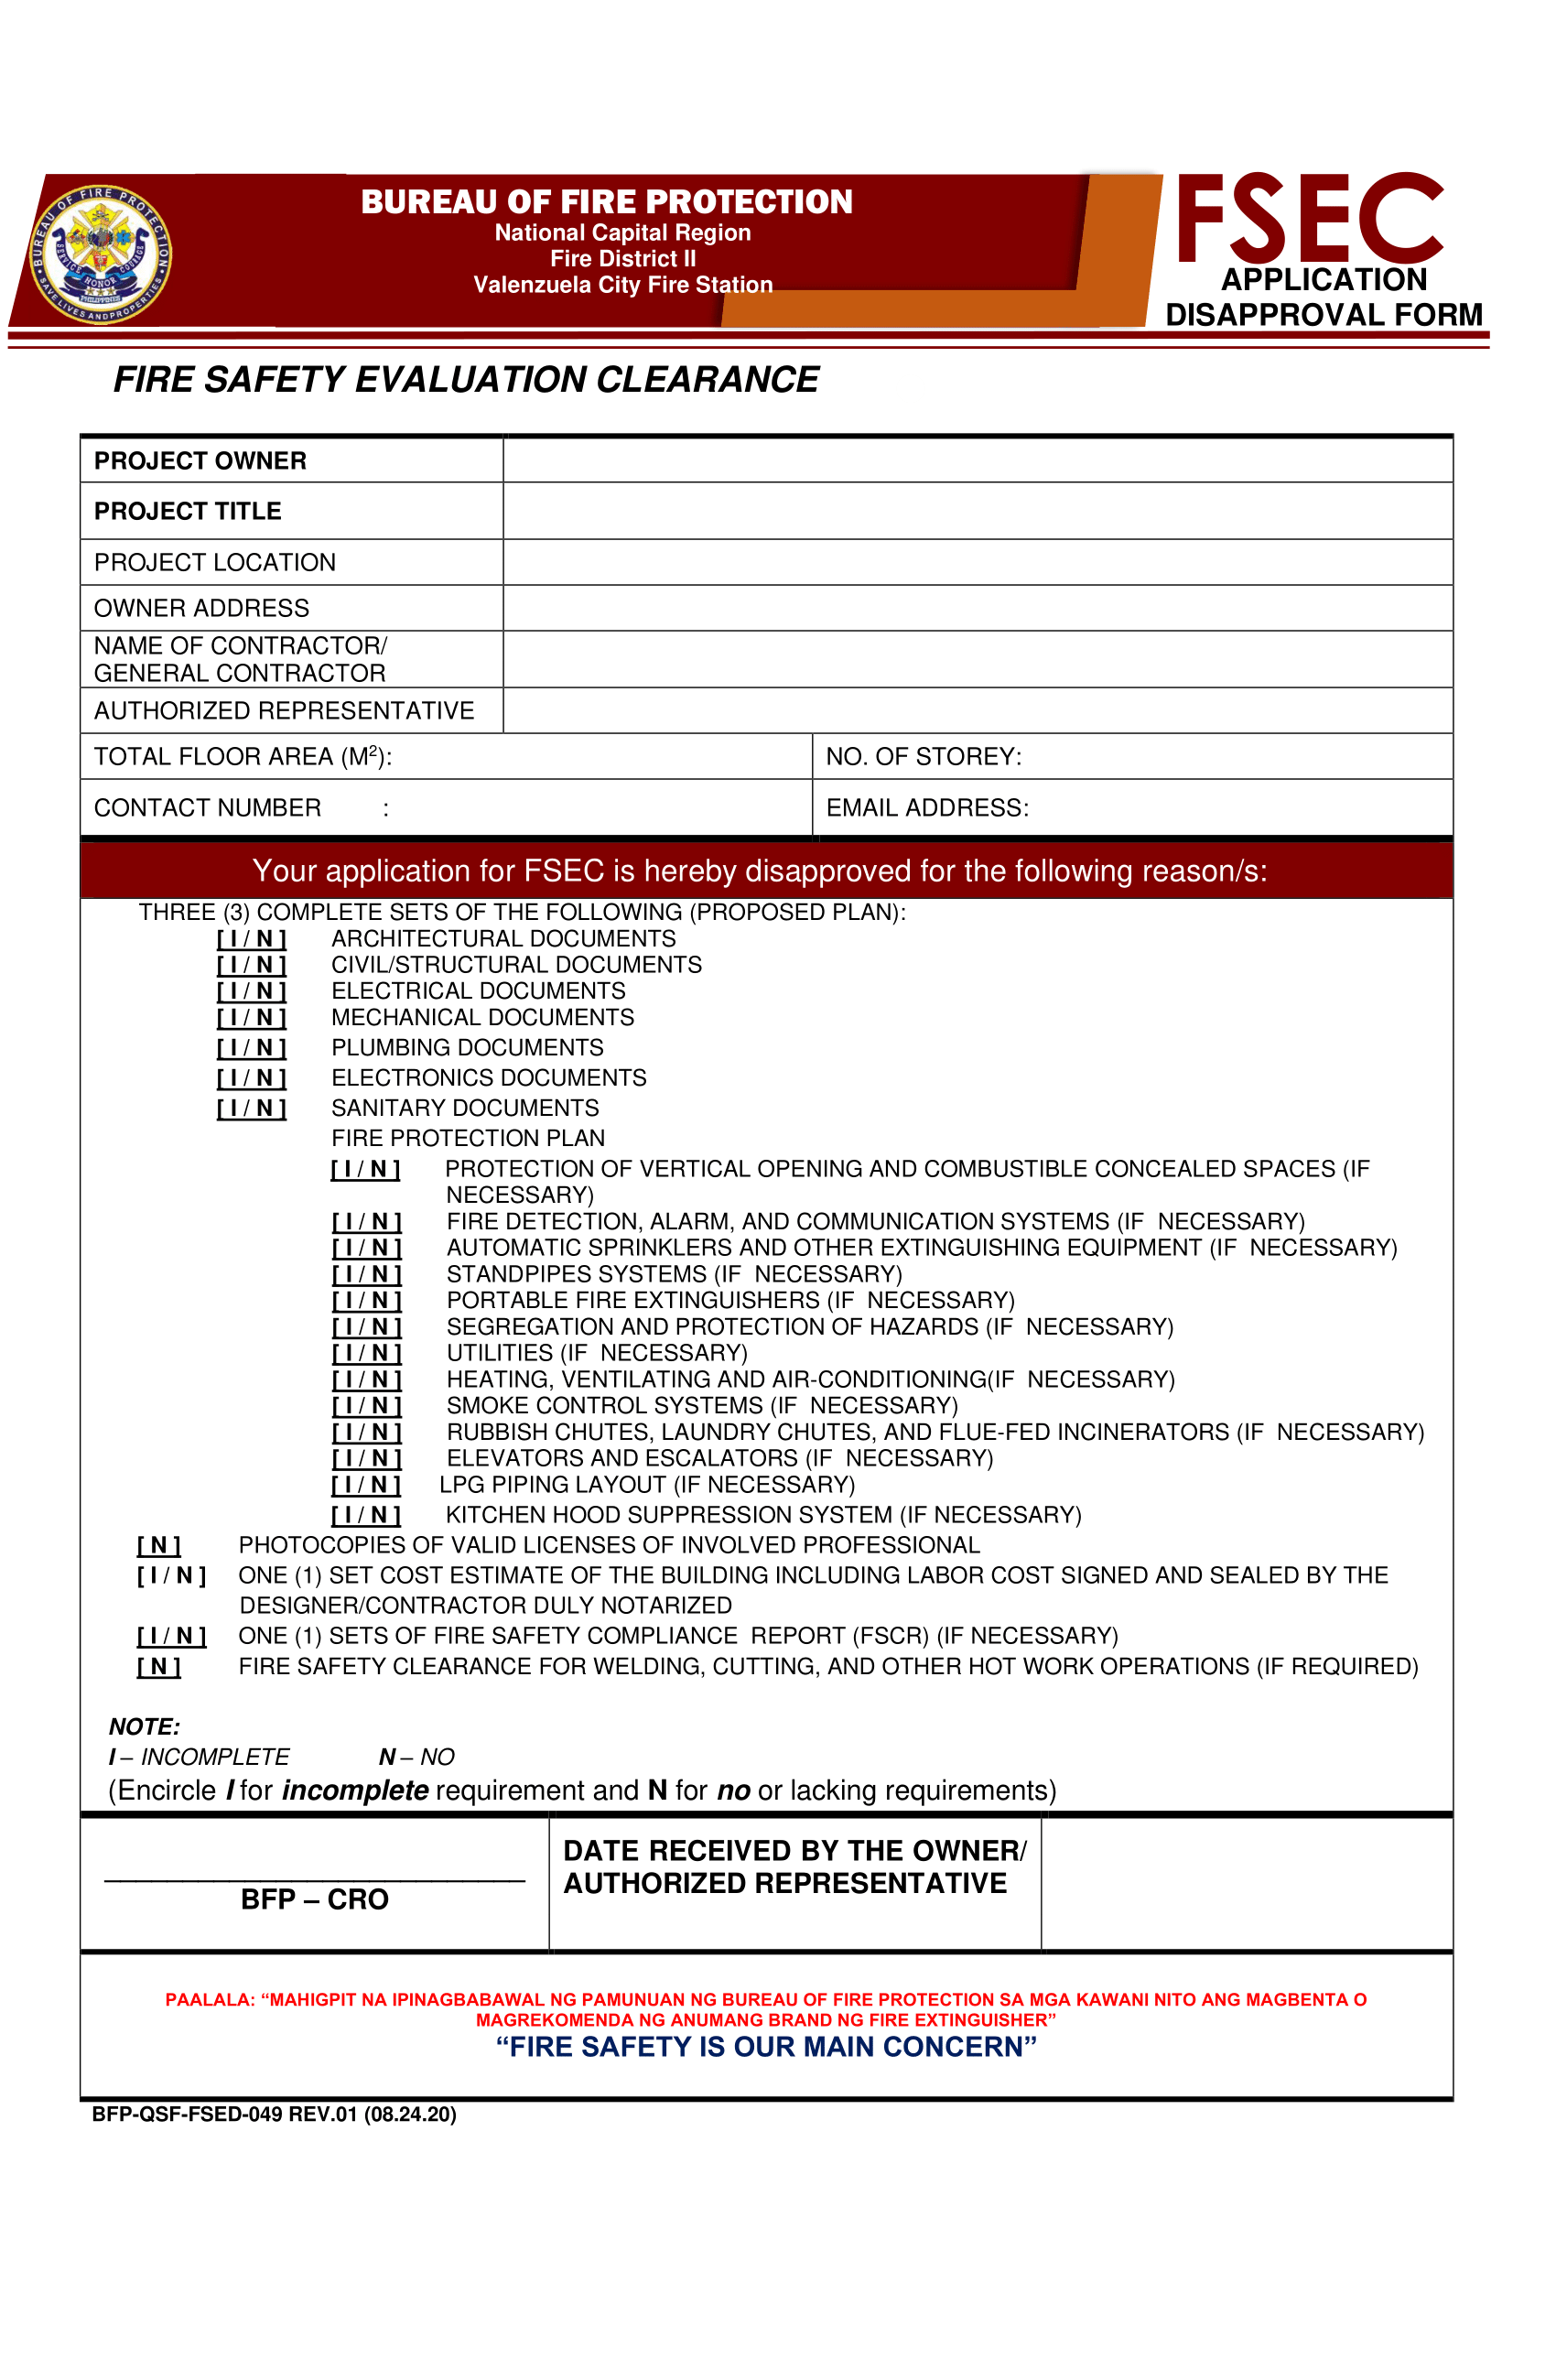 BUREAU OF FIRE PROTECTION
National Capital Region
Fire District II
Valenzuela City Fire Station
BUREAU OF FIRE PROTECTION
SERVICE HONOR COURAGE
PHILIPPINES
SAVE LIVES AND PROPERTIES
FSEC
APPLICATION
DISAPPROVAL FORM
FIRE SAFETY EVALUATION CLEARANCE
PROJECT OWNER
PROJECT TITLE
PROJECT LOCATION
OWNER ADDRESS
NAME OF CONTRACTOR/
GENERAL CONTRACTOR
AUTHORIZED REPRESENTATIVE
TOTAL FLOOR AREA (M²): NO. OF STOREY:
CONTACT NUMBER : EMAIL ADDRESS:
Your application for FSEC is hereby disapproved for the following reason/s:
THREE (3) COMPLETE SETS OF THE FOLLOWING (PROPOSED PLAN):
[ I / N ] ARCHITECTURAL DOCUMENTS
[ I / N ] CIVIL/STRUCTURAL DOCUMENTS
[ I / N ] ELECTRICAL DOCUMENTS
[ I / N ] MECHANICAL DOCUMENTS
[ I / N ] PLUMBING DOCUMENTS
[ I / N ] ELECTRONICS DOCUMENTS
[ I / N ] SANITARY DOCUMENTS
FIRE PROTECTION PLAN
[ I / N ] PROTECTION OF VERTICAL OPENING AND COMBUSTIBLE CONCEALED SPACES (IF
NECESSARY)
[ I / N ] FIRE DETECTION, ALARM, AND COMMUNICATION SYSTEMS (IF NECESSARY)
[ I / N ] AUTOMATIC SPRINKLERS AND OTHER EXTINGUISHING EQUIPMENT (IF NECESSARY)
[ I / N ] STANDPIPES SYSTEMS (IF NECESSARY)
[ I / N ] PORTABLE FIRE EXTINGUISHERS (IF NECESSARY)
[ I / N ] SEGREGATION AND PROTECTION OF HAZARDS (IF NECESSARY)
[ I / N ] UTILITIES (IF NECESSARY)
[ I / N ] HEATING, VENTILATING AND AIR-CONDITIONING(IF NECESSARY)
[ I / N ] SMOKE CONTROL SYSTEMS (IF NECESSARY)
[ I / N ] RUBBISH CHUTES, LAUNDRY CHUTES, AND FLUE-FED INCINERATORS (IF NECESSARY)
[ I / N ] ELEVATORS AND ESCALATORS (IF NECESSARY)
[ I / N ] LPG PIPING LAYOUT (IF NECESSARY)
[ I / N ] KITCHEN HOOD SUPPRESSION SYSTEM (IF NECESSARY)
[ N ] PHOTOCOPIES OF VALID LICENSES OF INVOLVED PROFESSIONAL
[ I / N ] ONE (1) SET COST ESTIMATE OF THE BUILDING INCLUDING LABOR COST SIGNED AND SEALED BY THE
DESIGNER/CONTRACTOR DULY NOTARIZED
[ I / N ] ONE (1) SETS OF FIRE SAFETY COMPLIANCE REPORT (FSCR) (IF NECESSARY)
[ N ] FIRE SAFETY CLEARANCE FOR WELDING, CUTTING, AND OTHER HOT WORK OPERATIONS (IF REQUIRED)
NOTE:
I – INCOMPLETE N – NO
(Encircle I for incomplete requirement and N for no or lacking requirements)
BFP – CRO
DATE RECEIVED BY THE OWNER/
AUTHORIZED REPRESENTATIVE
PAALALA: “MAHIGPIT NA IPINAGBABAWAL NG PAMUNUAN NG BUREAU OF FIRE PROTECTION SA MGA KAWANI NITO ANG MAGBENTA O
MAGREKOMENDA NG ANUMANG BRAND NG FIRE EXTINGUISHER”
“FIRE SAFETY IS OUR MAIN CONCERN”
BFP-QSF-FSED-049 REV.01 (08.24.20)